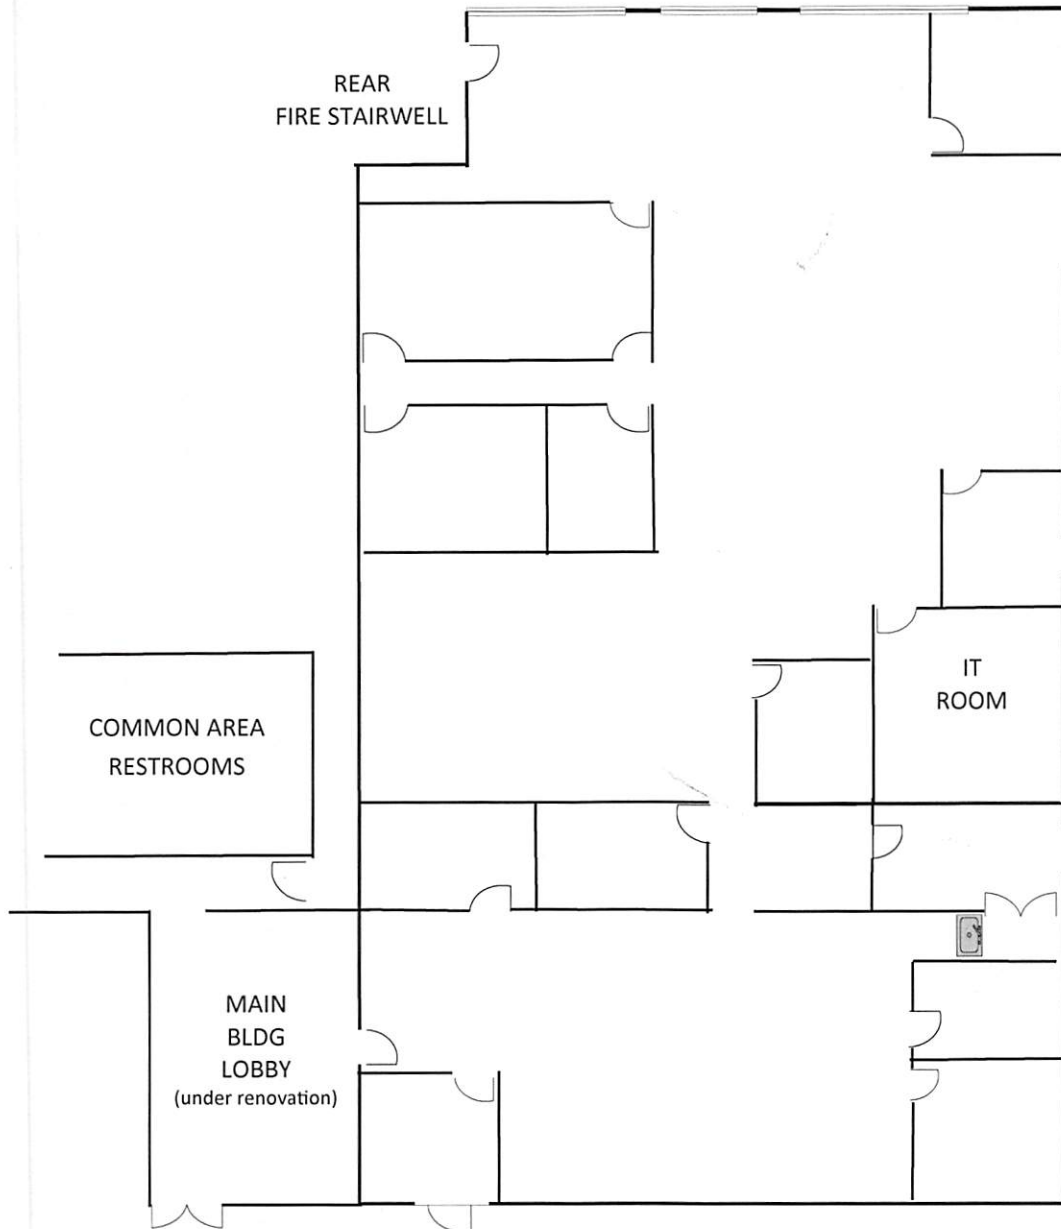 REAR
FIRE STAIRWELL
IT
ROOM
COMMON AREA
RESTROOMS
MAIN
BLDG
LOBBY
(under renovation)